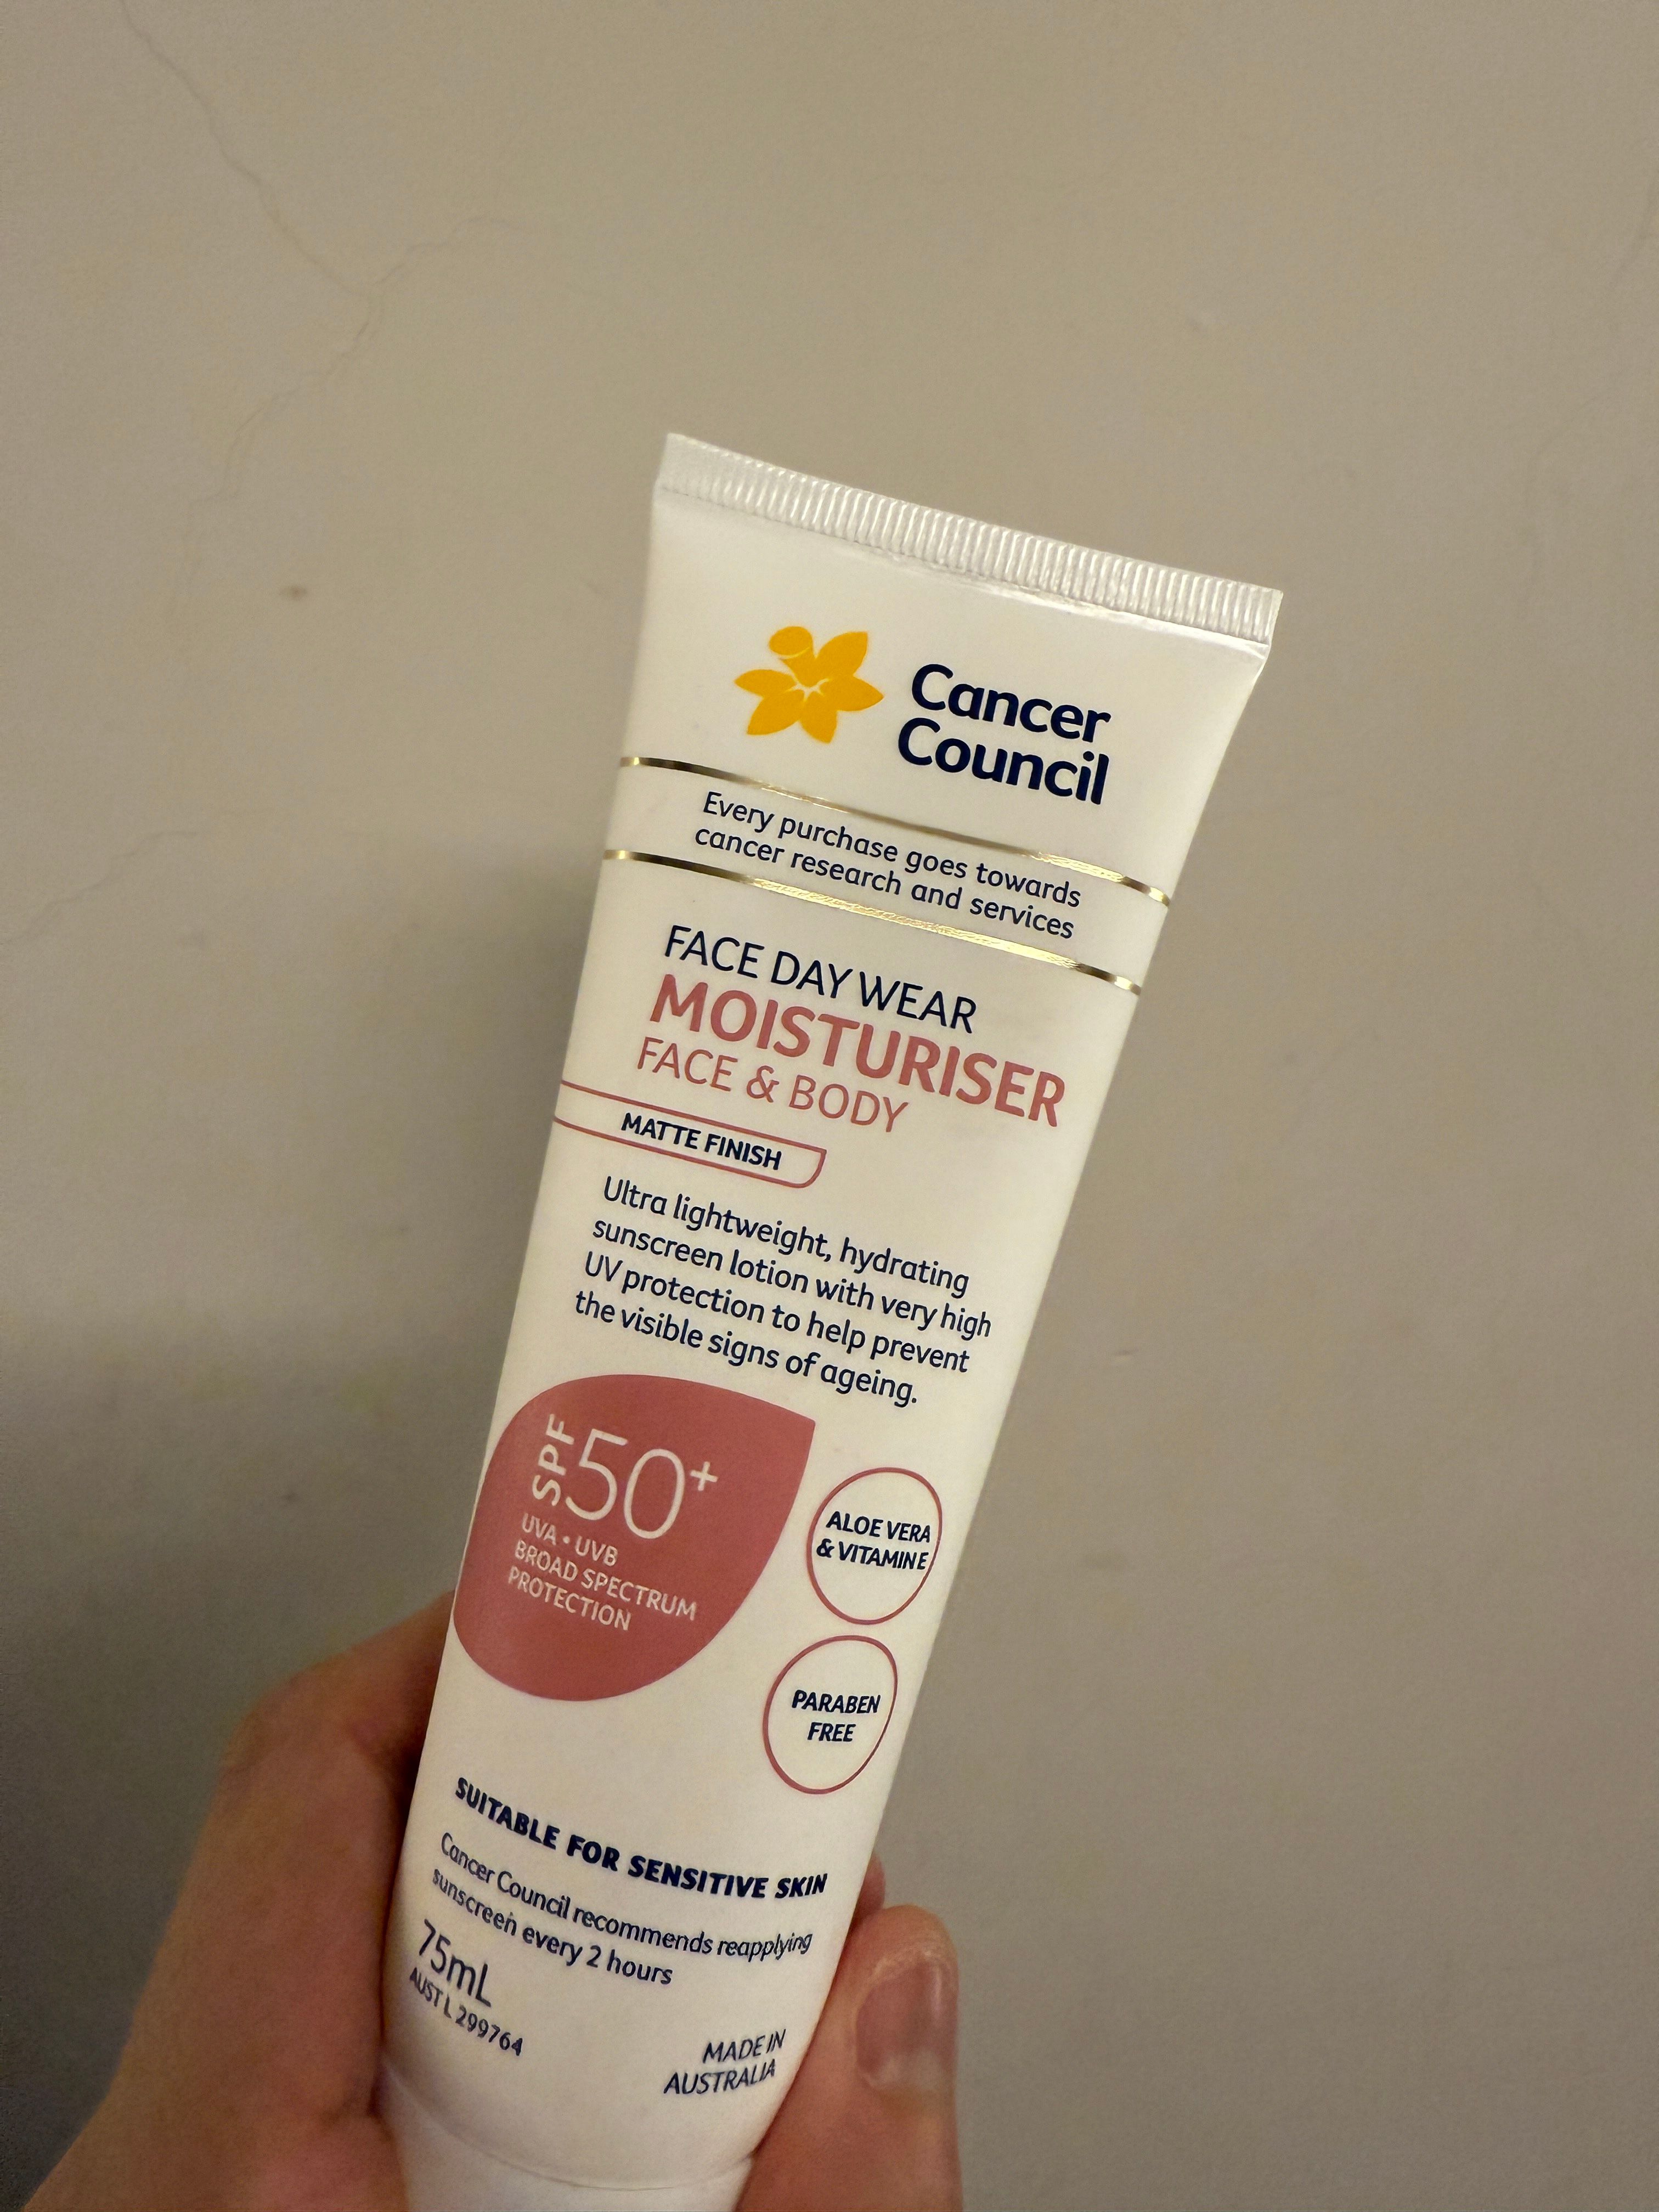 Cancer
Council
Every purchase goes towards
cancer research and services
FACE DAY WEAR
MOISTURISER
FACE & BODY
MATTE FINISH
Ultra lightweight, hydrating
sunscreen lotion with very high
UV protection to help prevent
the visible signs of ageing.
SPF 50+
UVA • UVB
BROAD SPECTRUM
PROTECTION
ALOE VERA
& VITAMIN E
PARABEN
FREE
SUITABLE FOR SENSITIVE SKIN
Cancer Council recommends reapplying
sunscreen every 2 hours
75mL
AUST L 299764
MADE IN
AUSTRALIA